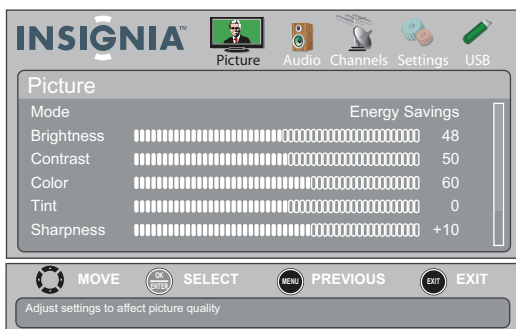 INSIGNIA™
Picture Audio Channels Settings USB
Picture
Mode Energy Savings
Brightness 48
Contrast 50
Color 60
Tint 0
Sharpness +10
MOVE OK ENTER SELECT MENU PREVIOUS EXIT EXIT
Adjust settings to affect picture quality